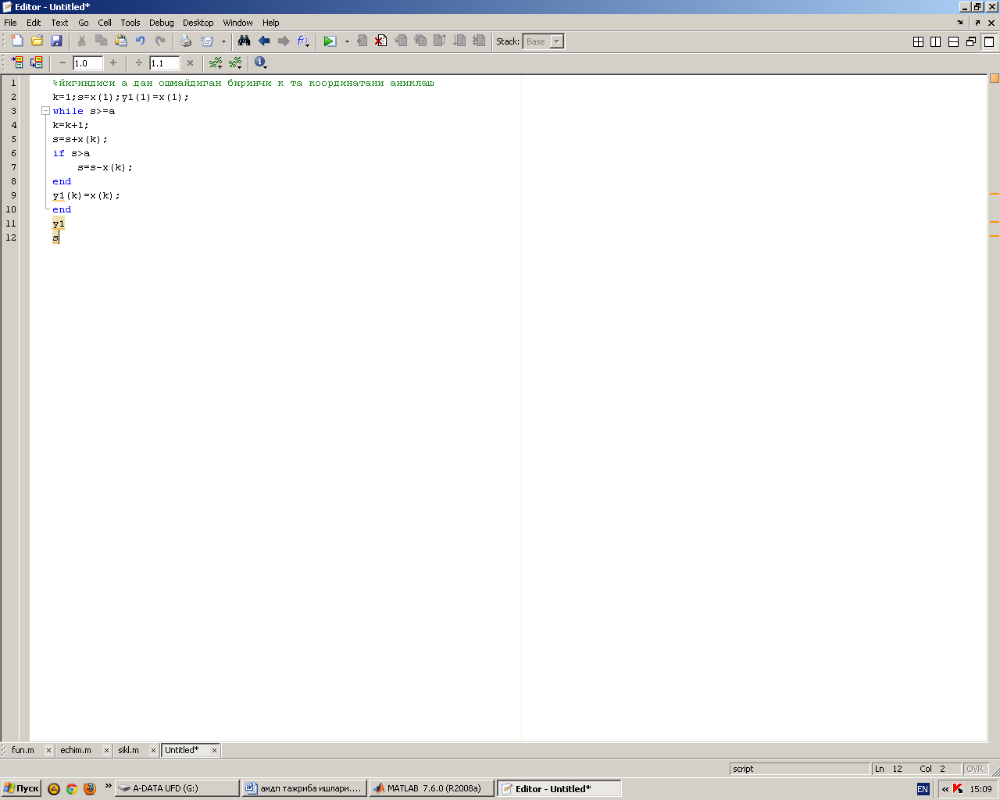 Editor - Untitled*
File Edit Text Go Cell Tools Debug Desktop Window Help
Stack: Base
1.0 1.1
1 %йигиндиси а дан ошмайдиган биринчи к та координатани аниклаш
2 k=1;s=x(1);y1(1)=x(1);
3 while s>=a
4 k=k+1;
5 s=s+x(k);
6 if s>a
7 s=s-x(k);
8 end
9 y1(k)=x(k);
10 end
11 y1
12 s
fun.m × echim.m × sikl.m × Untitled* ×
script Ln 12 Col 2 OVR
Пуск » A-DATA UFD (G:) амдп тажриба ишлари.... MATLAB 7.6.0 (R2008a) Editor - Untitled* EN « 15:09